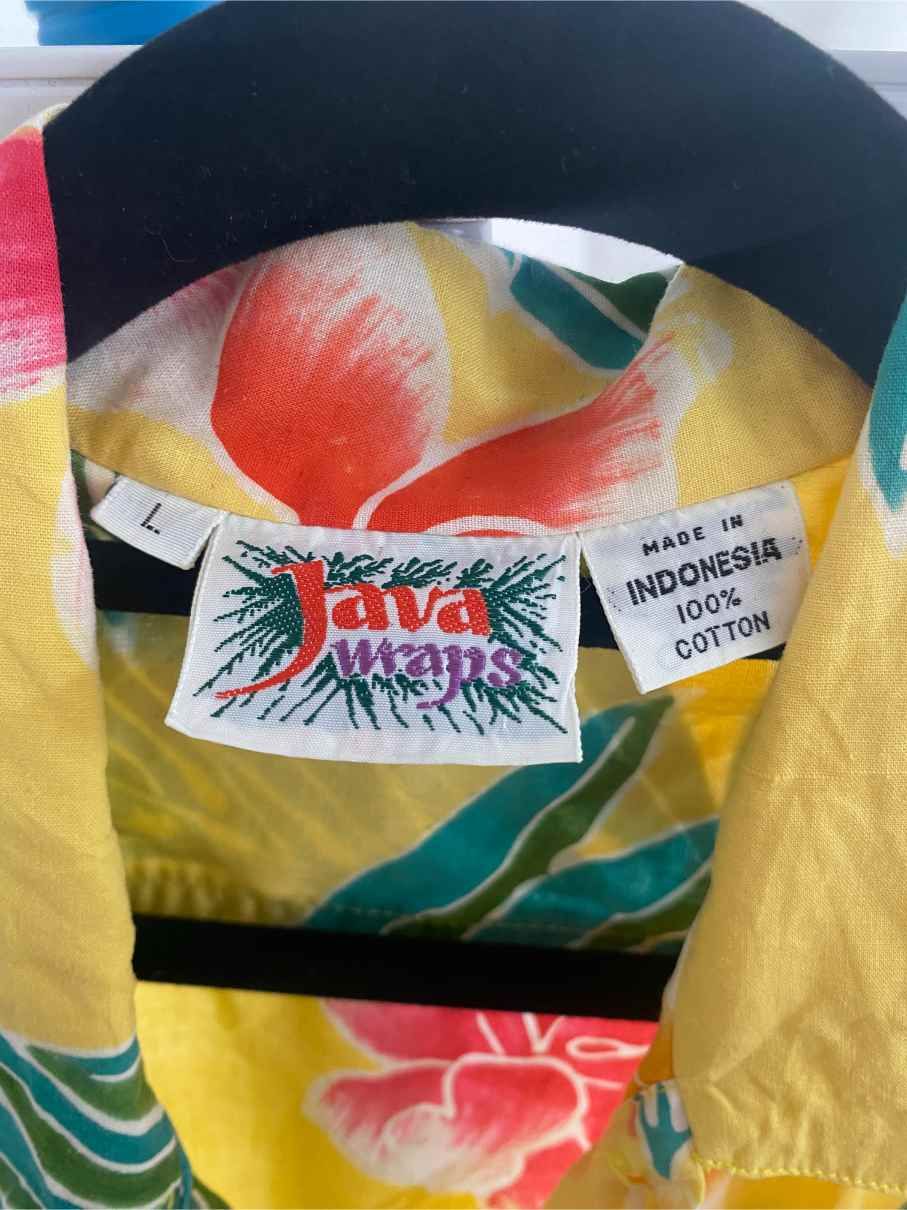 L
Java
wraps
MADE IN
INDONESIA
100%
COTTON